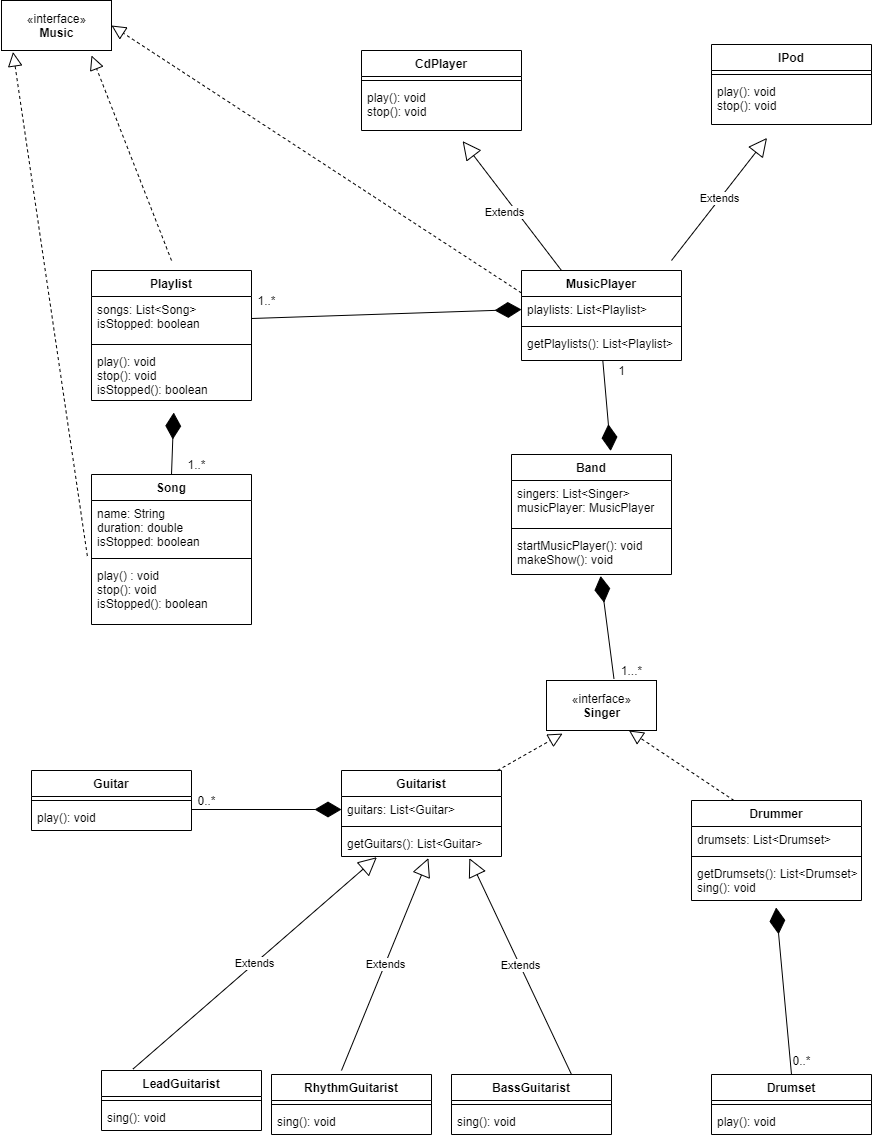 «interface»
Music
CdPlayer
play(): void
stop(): void
IPod
play(): void
stop(): void
Extends
Extends
Playlist
songs: List<Song>
isStopped: boolean
play(): void
stop(): void
isStopped(): boolean
1..*
MusicPlayer
playlists: List<Playlist>
getPlaylists(): List<Playlist>
1
1..*
Song
name: String
duration: double
isStopped: boolean
play() : void
stop(): void
isStopped(): boolean
Band
singers: List<Singer>
musicPlayer: MusicPlayer
startMusicPlayer(): void
makeShow(): void
1...*
«interface»
Singer
Guitar
play(): void
0..*
Guitarist
guitars: List<Guitar>
getGuitars(): List<Guitar>
Drummer
drumsets: List<Drumset>
getDrumsets(): List<Drumset>
sing(): void
Extends
Extends
Extends
0..*
LeadGuitarist
sing(): void
RhythmGuitarist
sing(): void
BassGuitarist
sing(): void
Drumset
play(): void